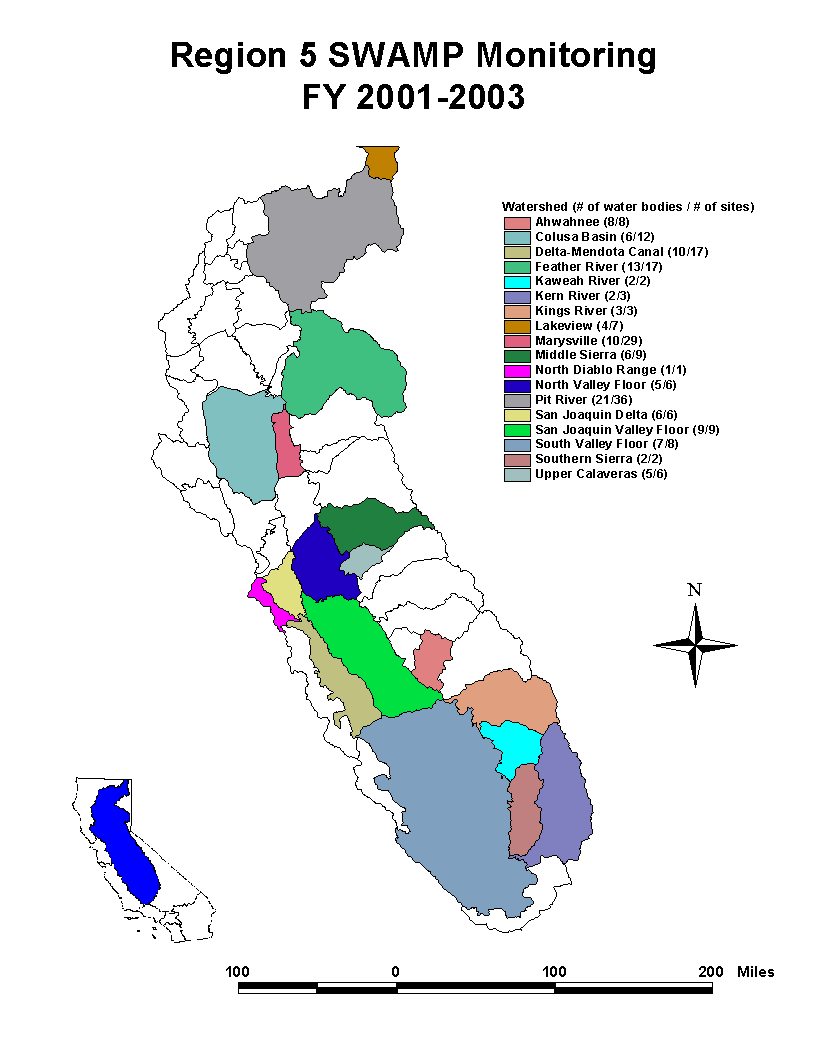 Region 5 SWAMP Monitoring
FY 2001-2003
Watershed (# of water bodies / # of sites)
Ahwahnee (8/8)
Colusa Basin (6/12)
Delta-Mendota Canal (10/17)
Feather River (13/17)
Kaweah River (2/2)
Kern River (2/3)
Kings River (3/3)
Lakeview (4/7)
Marysville (10/29)
Middle Sierra (6/9)
North Diablo Range (1/1)
North Valley Floor (5/6)
Pit River (21/36)
San Joaquin Delta (6/6)
San Joaquin Valley Floor (9/9)
South Valley Floor (7/8)
Southern Sierra (2/2)
Upper Calaveras (5/6)
N
100 0 100 200 Miles